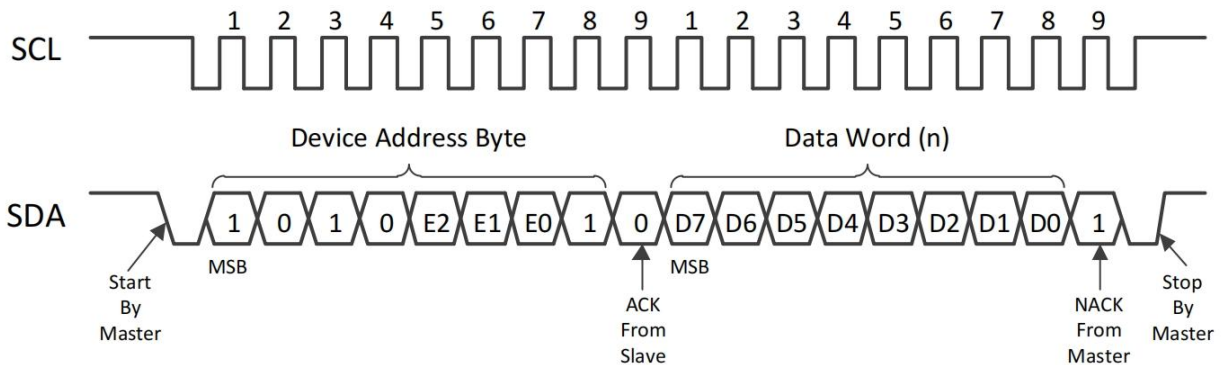 1 2 3 4 5 6 7 8 9 1 2 3 4 5 6 7 8 9
SCL
Device Address Byte Data Word (n)
SDA
1 0 1 0 E2 E1 E0 1 0 D7 D6 D5 D4 D3 D2 D1 D0 1
MSB MSB
Start
By
Master
ACK
From
Slave
NACK
From
Master
Stop
By
Master